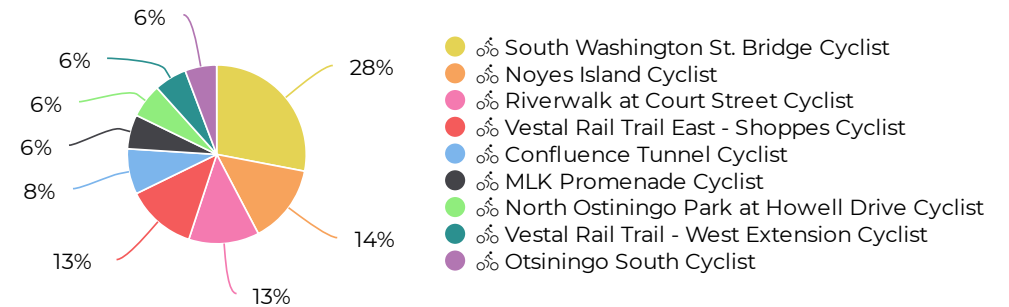 6%
6%
6%
6%
8%
13%
13%
14%
28%
South Washington St. Bridge Cyclist
Noyes Island Cyclist
Riverwalk at Court Street Cyclist
Vestal Rail Trail East - Shoppes Cyclist
Confluence Tunnel Cyclist
MLK Promenade Cyclist
North Ostiningo Park at Howell Drive Cyclist
Vestal Rail Trail - West Extension Cyclist
Otsiningo South Cyclist